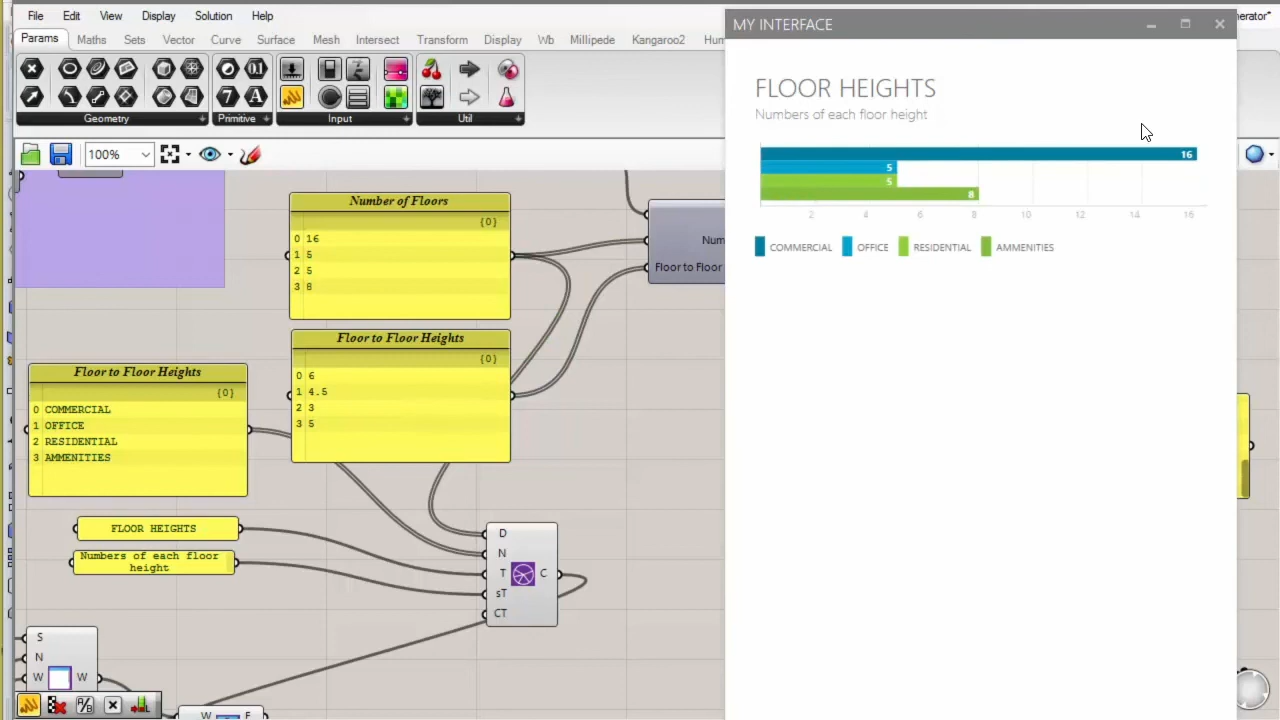 File Edit View Display Solution Help
erator*
MY INTERFACE
Params Maths Sets Vector Curve Surface Mesh Intersect Transform Display Wb Millipede Kangaroo2
Geometry Primitive Input Util
100%
FLOOR HEIGHTS
Numbers of each floor height
16
5
5
8
2 4 6 8 10 12 14 16
COMMERCIAL OFFICE RESIDENTIAL AMMENITIES
Number of Floors
{0}
0 16
1 5
2 5
3 8
Num
Floor to Floor
Floor to Floor Heights
{0}
0 6
1 4.5
2 3
3 5
Floor to Floor Heights
{0}
0 COMMERCIAL
1 OFFICE
2 RESIDENTIAL
3 AMMENITIES
FLOOR HEIGHTS
Numbers of each floor
height
D
N
T C
sT
CT
S
N
W W
W F